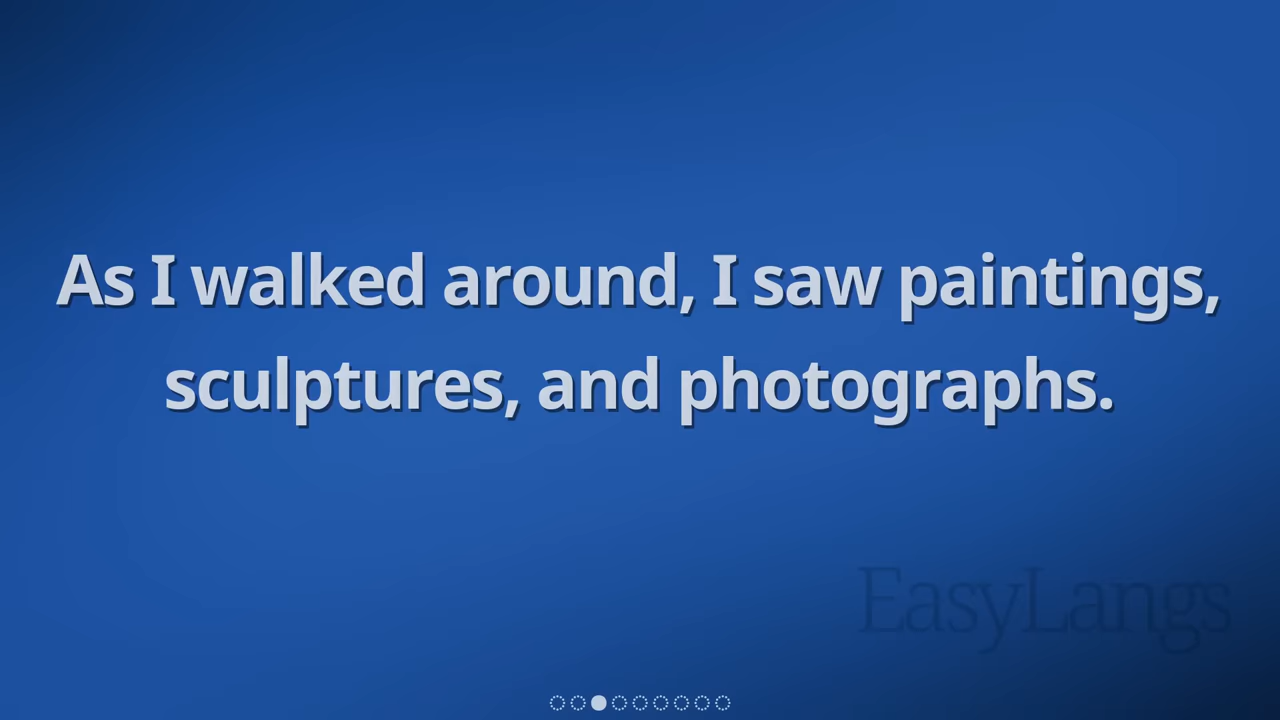 As I walked around, I saw paintings,
sculptures, and photographs.
EasyLangs